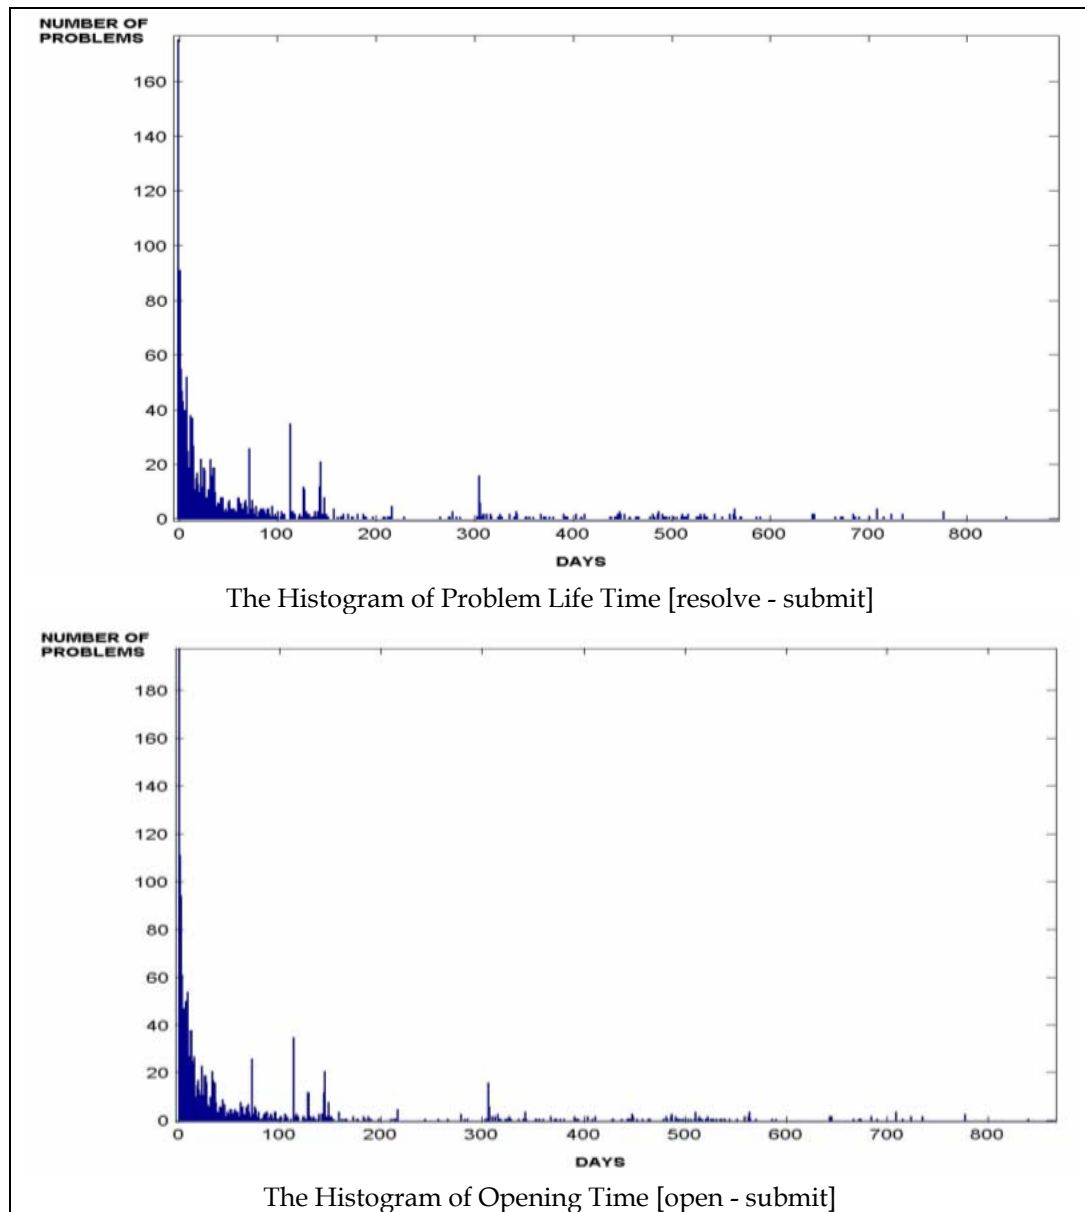 NUMBER OF
PROBLEMS
160
140
120
100
80
60
40
20
0
0 100 200 300 400 500 600 700 800
DAYS
The Histogram of Problem Life Time [resolve - submit]
NUMBER OF
PROBLEMS
180
160
140
120
100
80
60
40
20
0
0 100 200 300 400 500 600 700 800
DAYS
The Histogram of Opening Time [open - submit]